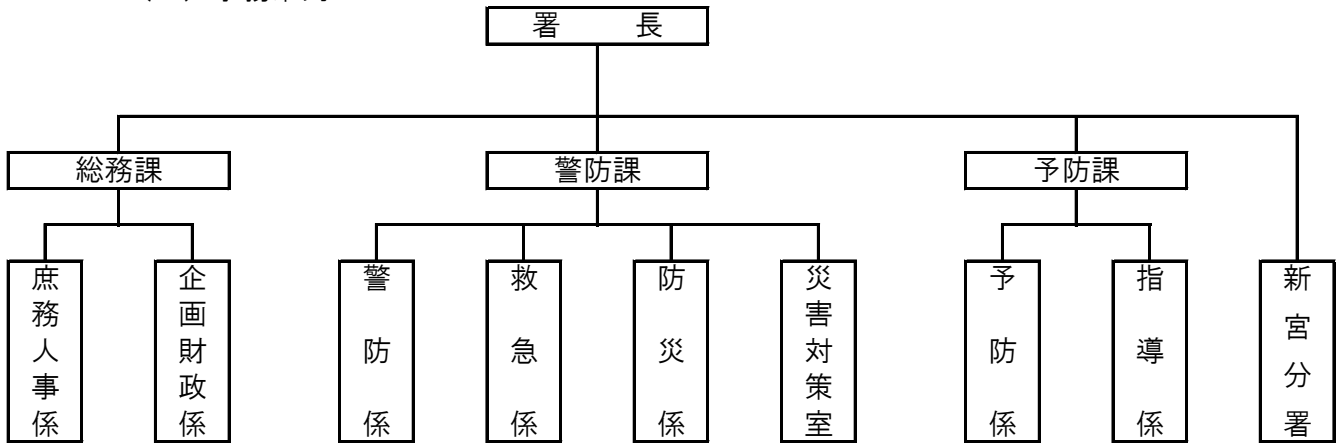 署長
総務課
警防課
予防課
庶務人事係
企画財政係
警防係
救急係
防災係
災害対策室
予防係
指導係
新宮分署